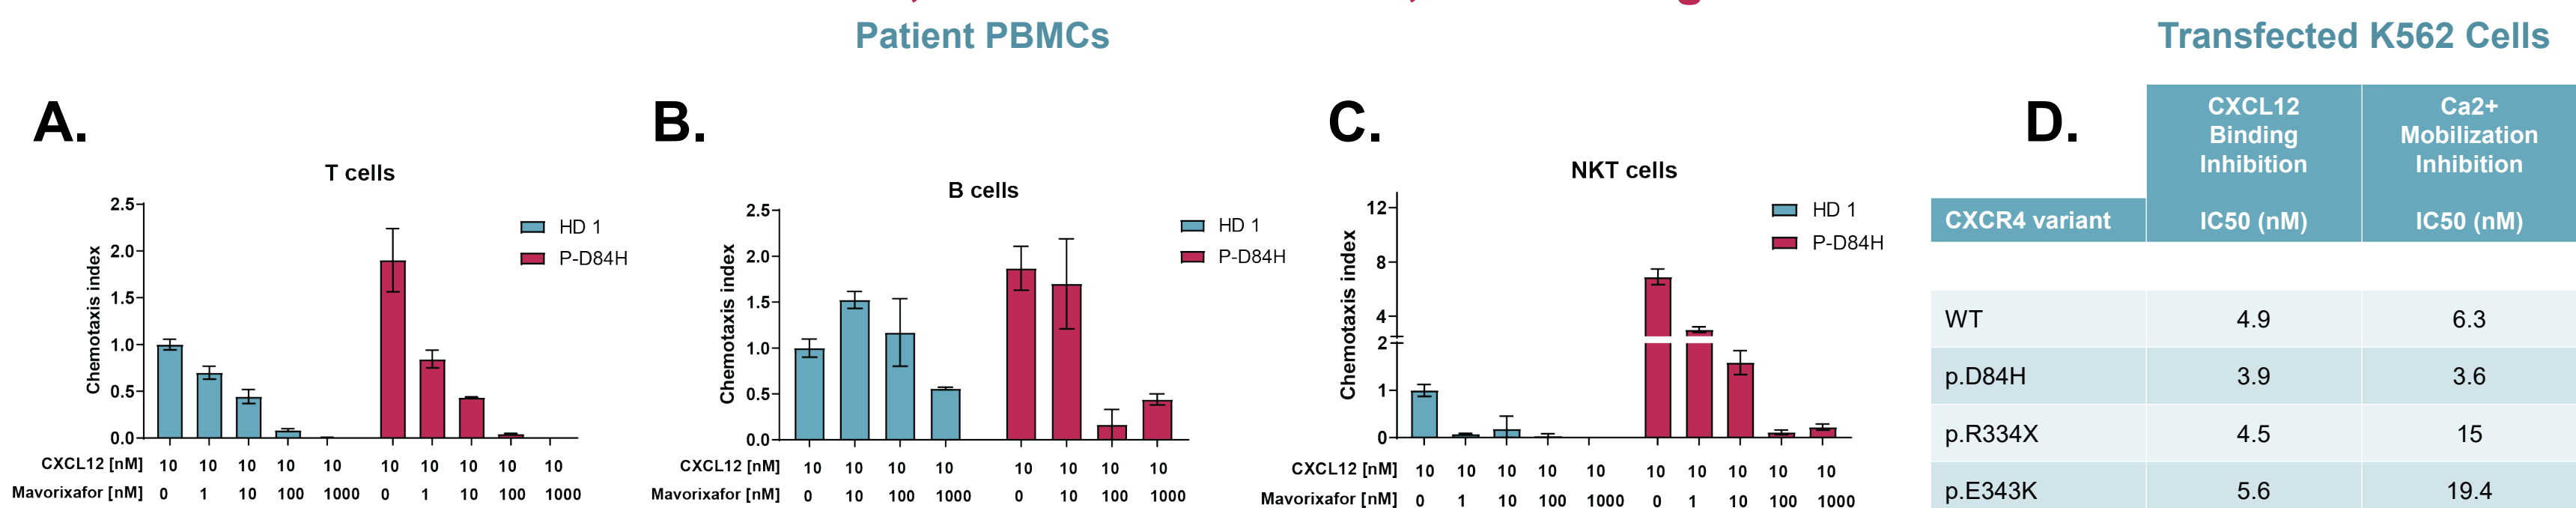 Patient PBMCs
Transfected K562 Cells
A.
T cells
Chemotaxis index
2.5
2.0
1.5
1.0
0.5
0.0
HD 1
P-D84H
CXCL12 [nM] 10 10 10 10 10 10 10 10 10 10
Mavorixafor [nM] 0 1 10 100 1000 0 1 10 100 1000
B.
B cells
Chemotaxis index
2.5
2.0
1.5
1.0
0.5
0.0
HD 1
P-D84H
CXCL12 [nM] 10 10 10 10 10 10 10 10
Mavorixafor [nM] 0 10 100 1000 0 10 100 1000
C.
NKT cells
Chemotaxis index
12
8
4
2
1
0
HD 1
P-D84H
CXCL12 [nM] 10 10 10 10 10 10 10 10 10 10
Mavorixafor [nM] 0 1 10 100 1000 0 1 10 100 1000
D.
CXCL12
Binding
Inhibition
IC50 (nM)
Ca2+
Mobilization
Inhibition
IC50 (nM)
CXCR4 variant
WT 4.9 6.3
p.D84H 3.9 3.6
p.R334X 4.5 15
p.E343K 5.6 19.4